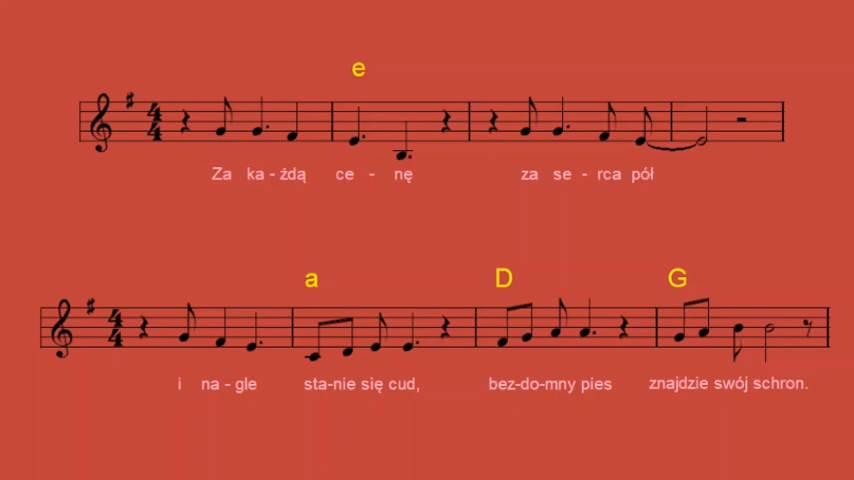 e
Za ka - żdą ce - nę za se - rca pół
a D G
i na - gle sta-nie się cud, bez-do-mny pies znajdzie swój schron.